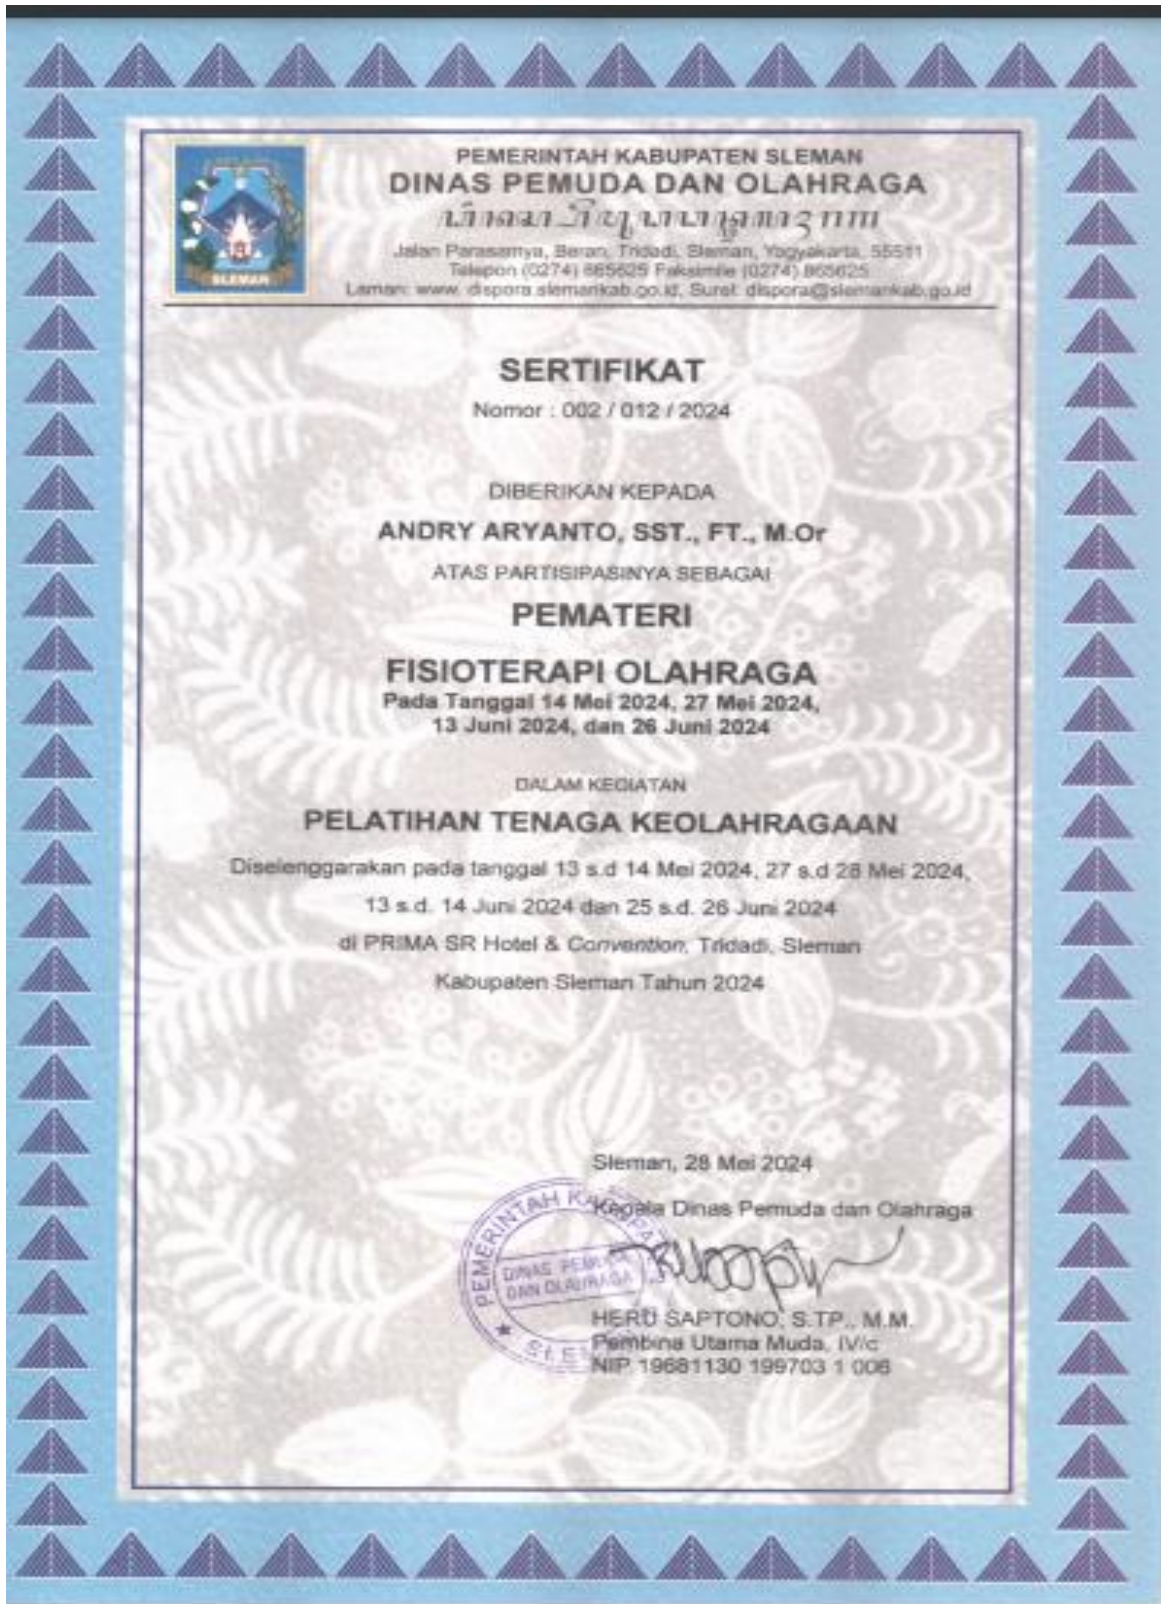 SLEMAN
PEMERINTAH KABUPATEN SLEMAN
DINAS PEMUDA DAN OLAHRAGA
Jalan Parasamya, Beran, Tridadi, Sleman, Yogyakarta, 55511
Telepon (0274) 865625 Faksimile (0274) 865625
Laman: www. dispora.slemankab.go.id, Surel: dispora@slemankab.go.id
SERTIFIKAT
Nomor : 002 / 012 / 2024
DIBERIKAN KEPADA
ANDRY ARYANTO, SST., FT., M.Or
ATAS PARTISIPASINYA SEBAGAI
PEMATERI
FISIOTERAPI OLAHRAGA
Pada Tanggal 14 Mei 2024, 27 Mei 2024,
13 Juni 2024, dan 26 Juni 2024
DALAM KEGIATAN
PELATIHAN TENAGA KEOLAHRAGAAN
Diselenggarakan pada tanggal 13 s.d 14 Mei 2024, 27 s.d 28 Mei 2024,
13 s.d. 14 Juni 2024 dan 25 s.d. 26 Juni 2024
di PRIMA SR Hotel & Convention, Tridadi, Sleman
Kabupaten Sleman Tahun 2024
Sleman, 28 Mei 2024
Kepala Dinas Pemuda dan Olahraga
PEMERINTAH
DINAS
DAN OLAHRAGA
HERU SAPTONO, S.TP., M.M.
Pembina Utama Muda, IV/c
NIP. 19681130 199703 1 006